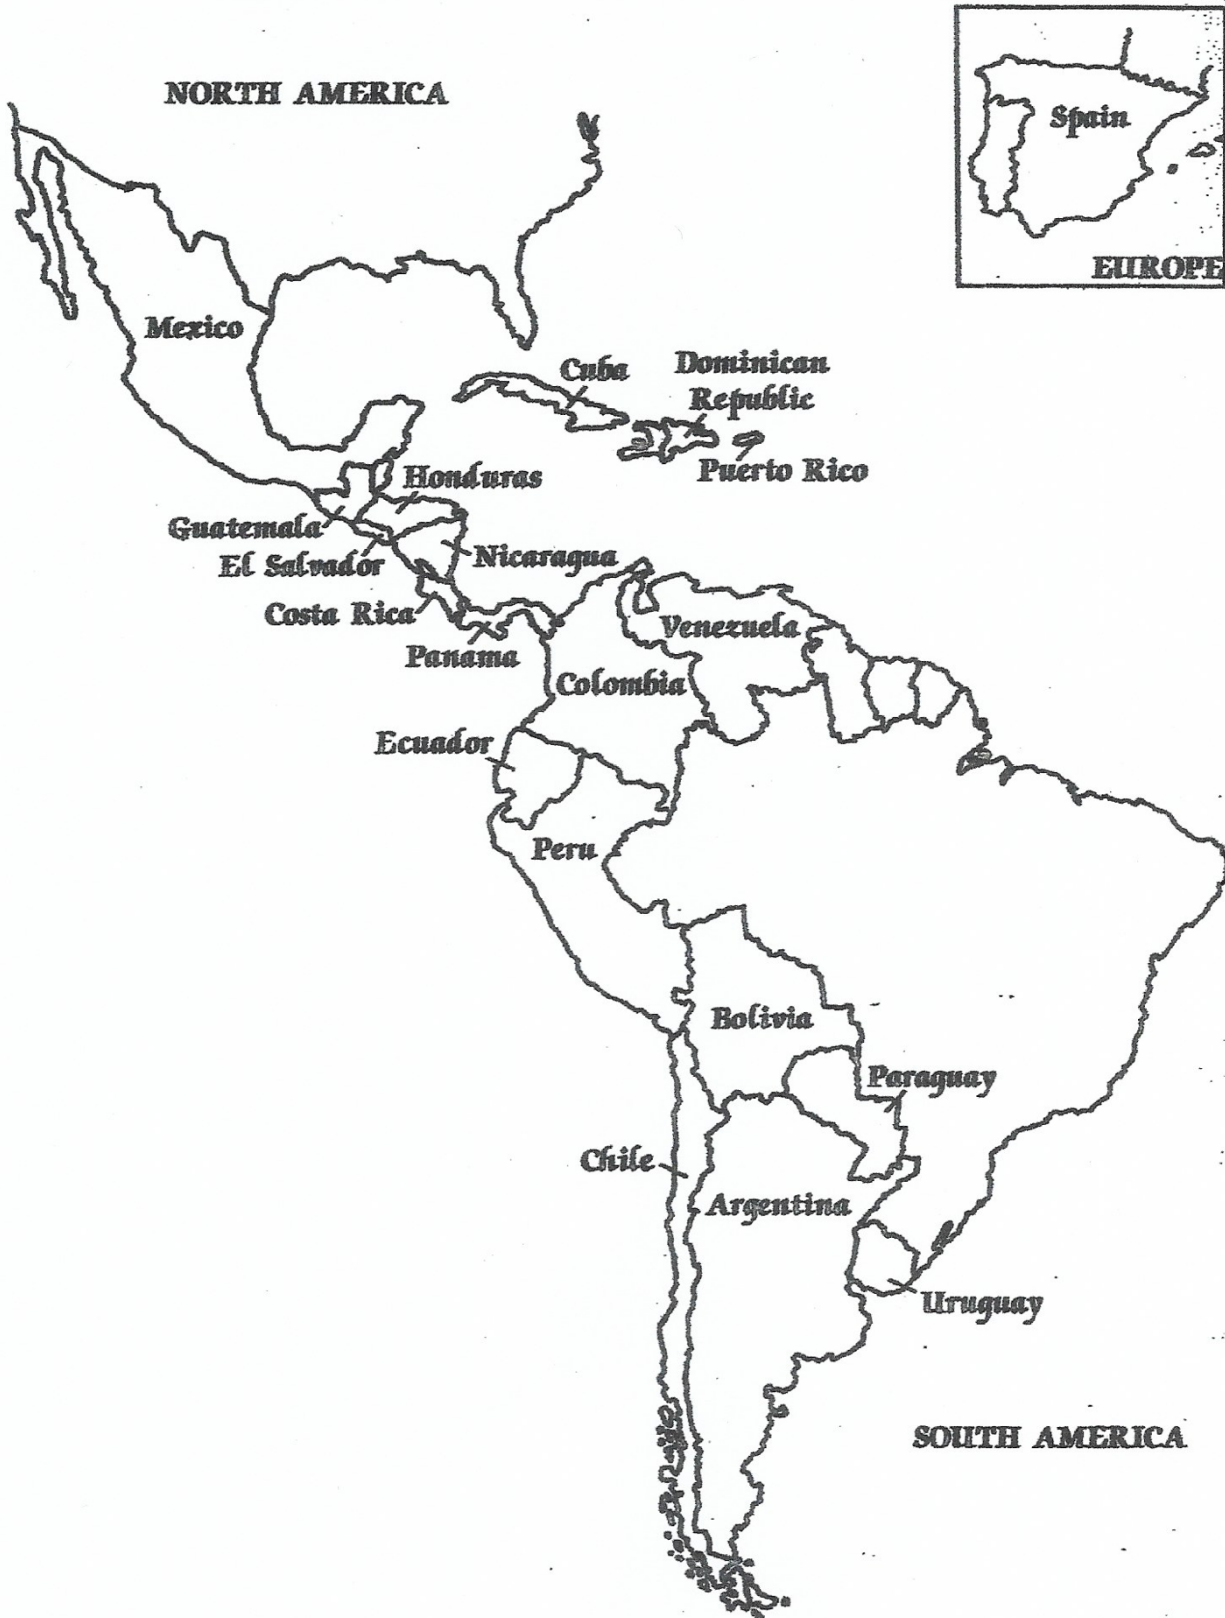 NORTH AMERICA
Spain
EUROPE
Mexico
Cuba
Dominican
Republic
Puerto Rico
Honduras
Guatemala
El Salvador
Nicaragua
Costa Rica
Panama
Venezuela
Colombia
Ecuador
Peru
Bolivia
Paraguay
Chile
Argentina
Uruguay
SOUTH AMERICA